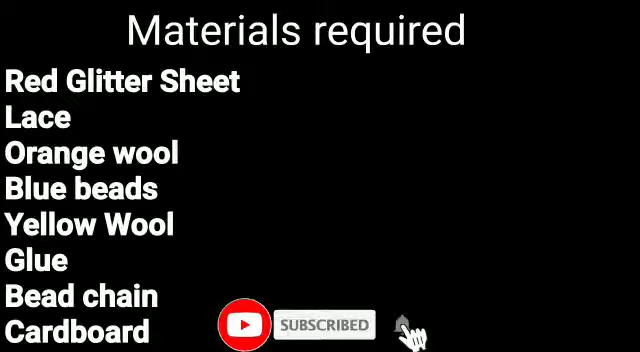 Materials required
Red Glitter Sheet
Lace
Orange wool
Blue beads
Yellow Wool
Glue
Bead chain
Cardboard
SUBSCRIBED